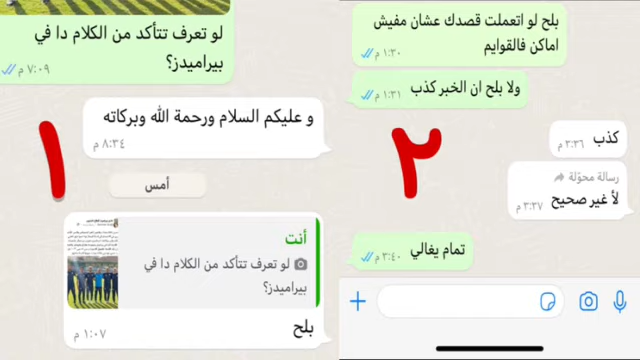 لو تعرف تتأكد من الكلام دا في
بيراميدز؟
٧:٠٩ م
و عليكم السلام ورحمة الله وبركاته
٨:٣٤ م
١
أمس
أنت
لو تعرف تتأكد من الكلام دا في
بيراميدز؟
بلح
١:٠٧ م
بلح لو اتعملت قصدك عشان مفيش
اماكن فالقوايم
١:٣٠ م
ولا بلح ان الخبر كذب
١:٣١ م
٢
كذب
٣:٣٦ م
رسالة محوّلة
لأ غير صحيح
٣:٣٧ م
تمام يغالي
٣:٤٠ م